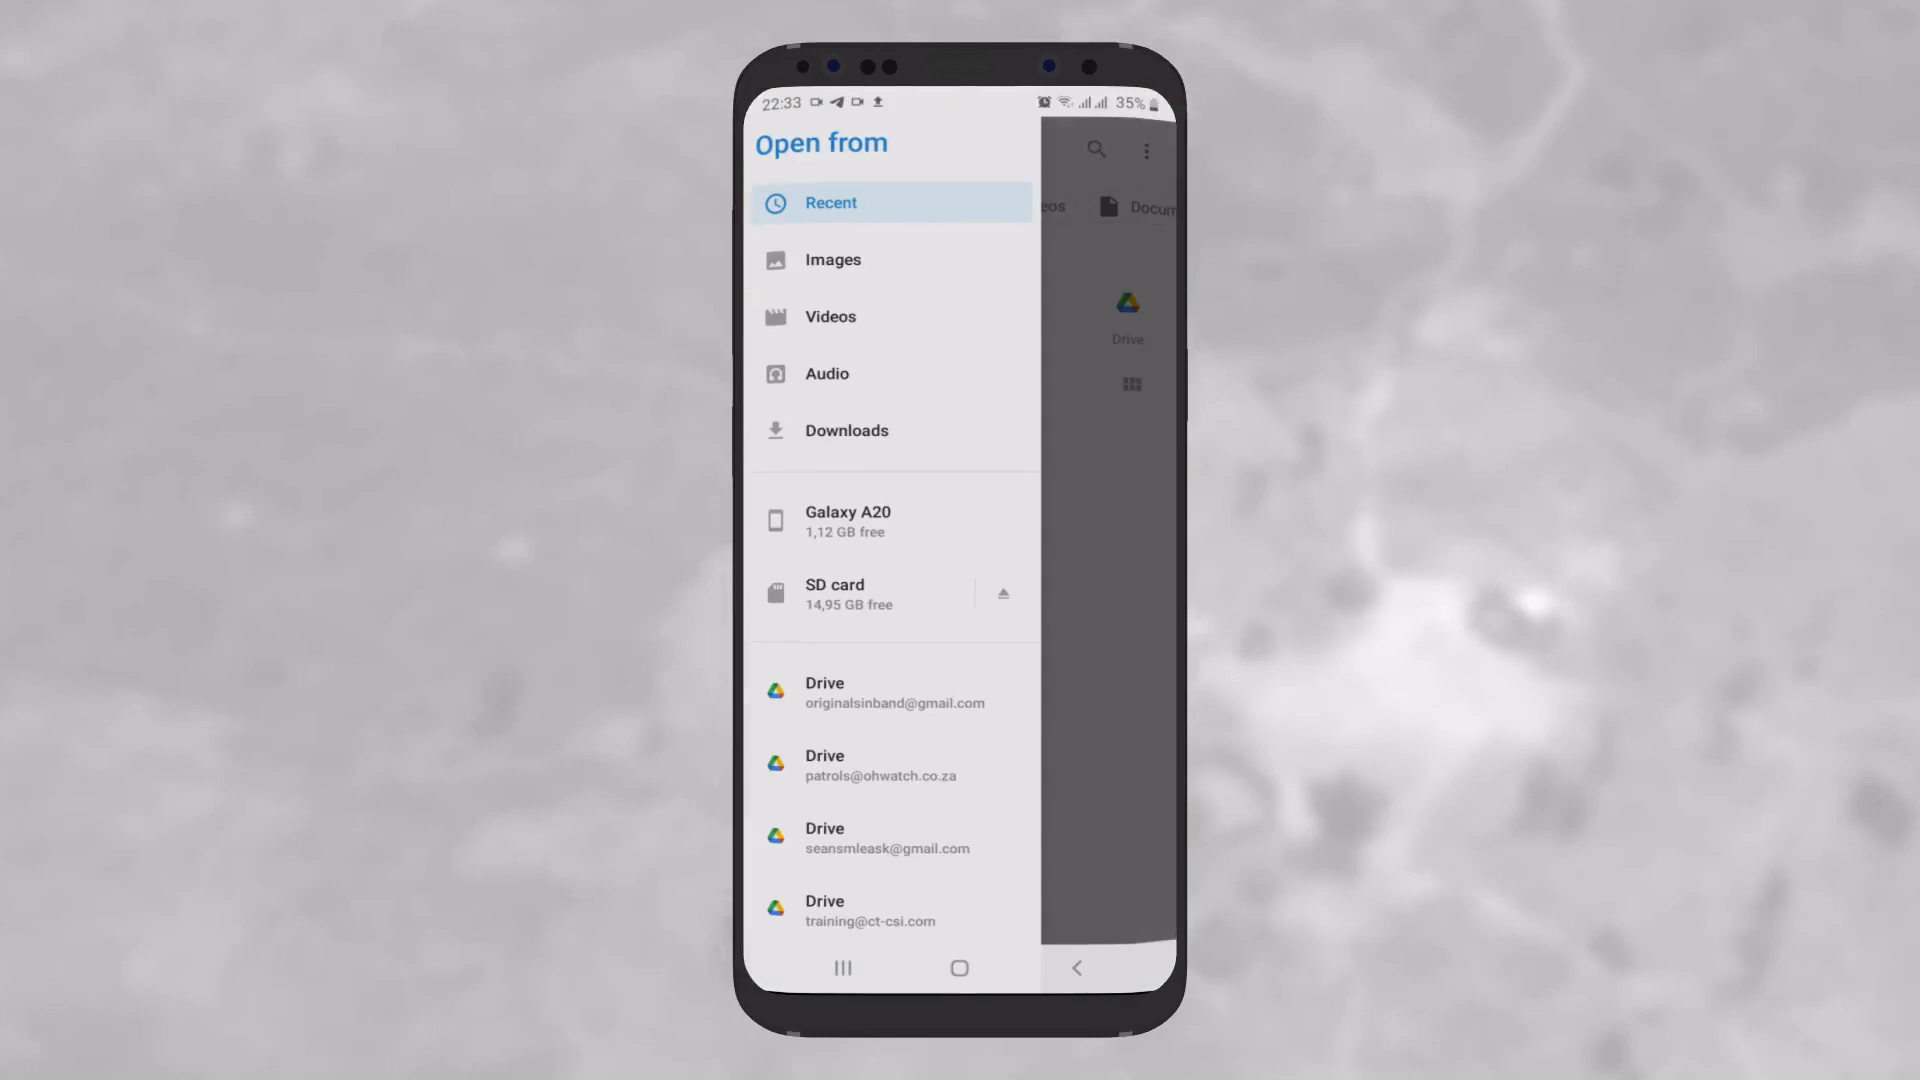 22:33
35%
Open from
Recent
eos
Docum
Images
Videos
Drive
Audio
Downloads
Galaxy A20
1,12 GB free
SD card
14,95 GB free
Drive
originalsinband@gmail.com
Drive
patrols@ohwatch.co.za
Drive
seansmleask@gmail.com
Drive
training@ct-csi.com